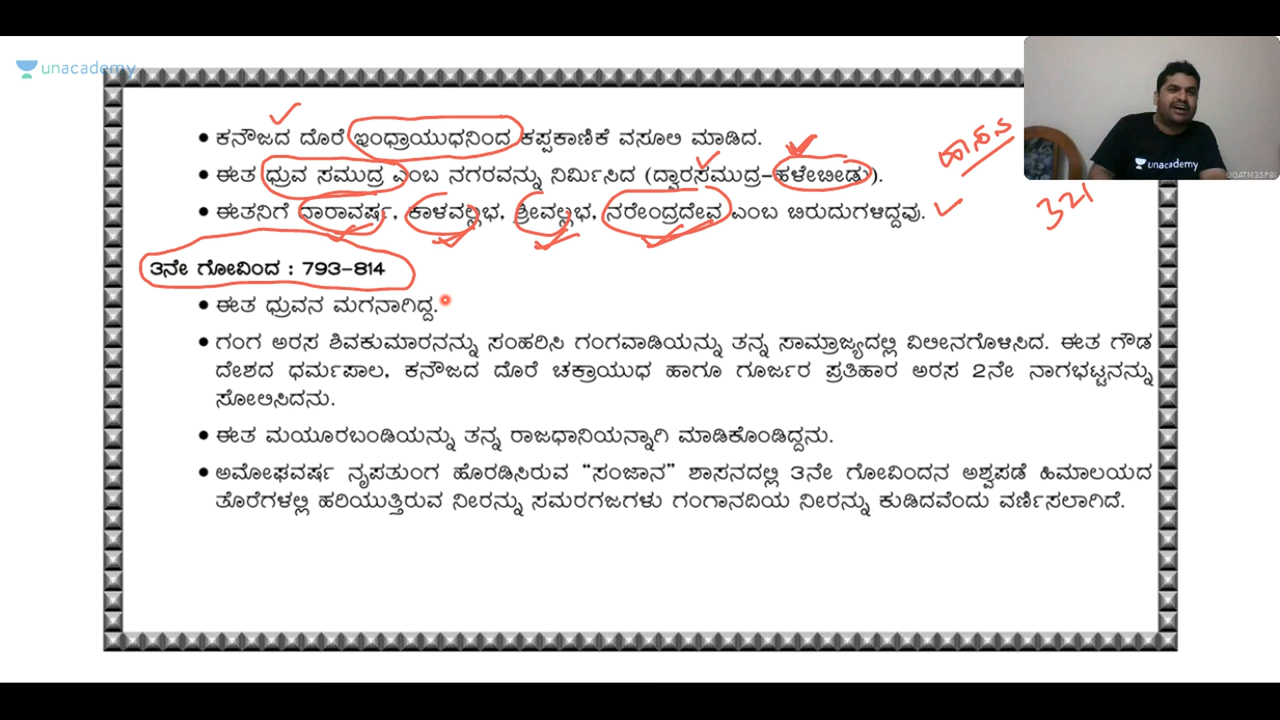 unacademy
• ಕನೌಜದ ದೊರೆ ಇಂಧ್ರಾಯುಧನಿಂದ ಕಪ್ಪಕಾಣಿಕೆ ವಸೂಲಿ ಮಾಡಿದ.
• ಈತ ಧ್ರುವ ಸಮುದ್ರ ಎಂಬ ನಗರವನ್ನು ನಿರ್ಮಿಸಿದ (ದ್ವಾರಸಮುದ್ರ-ಹಳೇಬೀಡು).
ಹಾಸನ
unacademy
UGATM35P8I
• ಈತನಿಗೆ ದಾರಾವರ್ಷ, ಕಾಳವಲ್ಲಭ, ಶ್ರೀವಲ್ಲಭ, ನರೇಂದ್ರದೇವ ಎಂಬ ಬಿರುದುಗಳಿದ್ದವು.
321
3ನೇ ಗೋವಿಂದ : 793-814
• ಈತ ಧ್ರುವನ ಮಗನಾಗಿದ್ದ.
• ಗಂಗ ಅರಸ ಶಿವಕುಮಾರನನ್ನು ಸಂಹರಿಸಿ ಗಂಗವಾಡಿಯನ್ನು ತನ್ನ ಸಾಮ್ರಾಜ್ಯದಲ್ಲಿ ವಿಲೀನಗೊಳಿಸಿದ. ಈತ ಗೌಡ
ದೇಶದ ಧರ್ಮಪಾಲ, ಕನೌಜದ ದೊರೆ ಚಕ್ರಾಯುಧ ಹಾಗೂ ಗೂರ್ಜರ ಪ್ರತಿಹಾರ ಅರಸ 2ನೇ ನಾಗಭಟ್ಟನನ್ನು
ಸೋಲಿಸಿದನು.
• ಈತ ಮಯೂರಬಂಡಿಯನ್ನು ತನ್ನ ರಾಜಧಾನಿಯನ್ನಾಗಿ ಮಾಡಿಕೊಂಡಿದ್ದನು.
• ಅಮೋಘವರ್ಷ ನೃಪತುಂಗ ಹೊರಡಿಸಿರುವ “ಸಂಜಾನ” ಶಾಸನದಲ್ಲಿ 3ನೇ ಗೋವಿಂದನ ಅಶ್ವಪಡೆ ಹಿಮಾಲಯದ
ತೊರೆಗಳಲ್ಲಿ ಹರಿಯುತ್ತಿರುವ ನೀರನ್ನು ಸಮರಗಜಗಳು ಗಂಗಾನದಿಯ ನೀರನ್ನು ಕುಡಿದವೆಂದು ವರ್ಣಿಸಲಾಗಿದೆ.